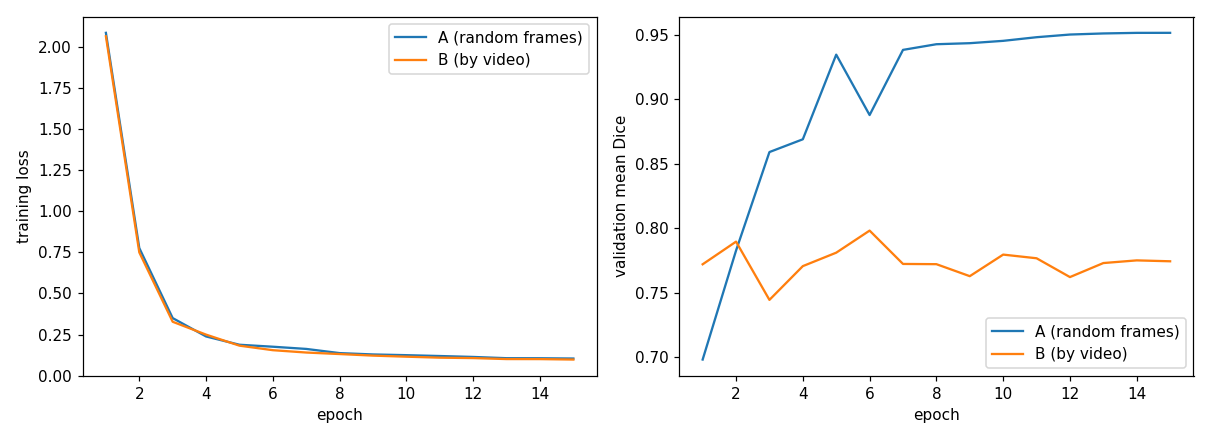 training loss
2.00
1.75
1.50
1.25
1.00
0.75
0.50
0.25
0.00
2 4 6 8 10 12 14
epoch
A (random frames)
B (by video)
validation mean Dice
0.95
0.90
0.85
0.80
0.75
0.70
2 4 6 8 10 12 14
epoch
A (random frames)
B (by video)